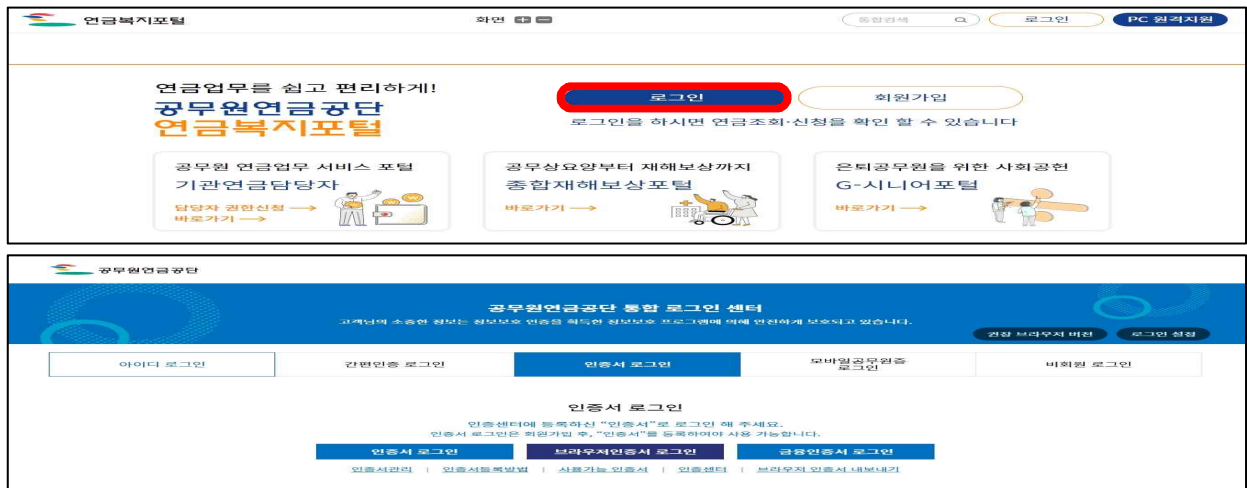 연금복지포털
화면 + -
통합검색
로그인
PC 원격지원
연금업무를 쉽고 편리하게!
공무원연금공단
연금복지포털
로그인
회원가입
로그인을 하시면 연금조회·신청을 확인 할 수 있습니다
공무원 연금업무 서비스 포털
기관연금담당자
담당자 권한신청 →
바로가기 →
공무상요양부터 재해보상까지
종합재해보상포털
바로가기 →
은퇴공무원을 위한 사회공헌
G-시니어포털
바로가기 →
공무원연금공단
공무원연금공단 통합 로그인 센터
고객님의 소중한 정보는 정보보호 인증을 획득한 정보보호 프로그램에 의해 안전하게 보호되고 있습니다.
권장 브라우저 버전
로그인 설정
아이디 로그인
간편인증 로그인
인증서 로그인
모바일공무원증
로그인
비회원 로그인
인증서 로그인
인증센터에 등록하신 "인증서"로 로그인 해 주세요.
인증서 로그인은 회원가입 후, "인증서"를 등록하여야 사용 가능합니다.
인증서 로그인
브라우저인증서 로그인
금융인증서 로그인
인증서관리 | 인증서등록방법 | 사용가능 인증서 | 인증센터 | 브라우저 인증서 내보내기